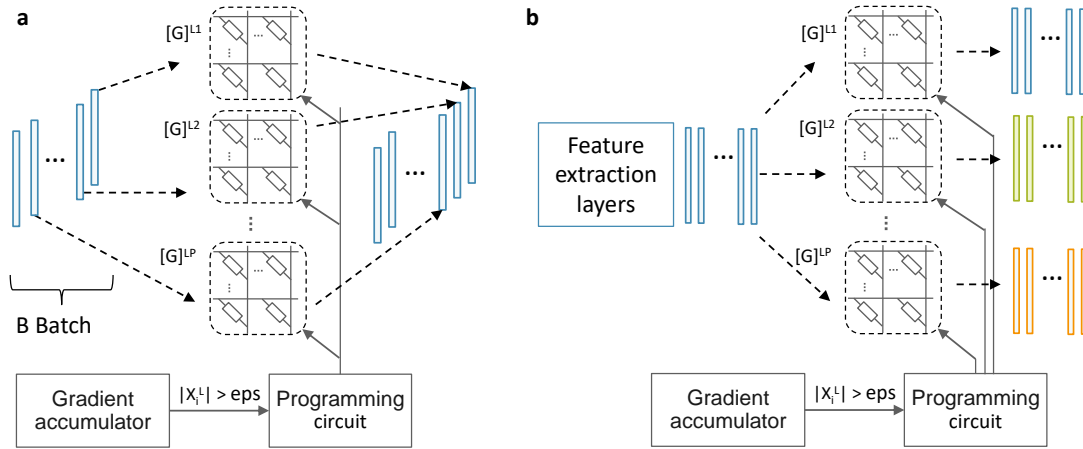 a
[G]ᴸ¹
...
...
[G]ᴸ²
...
...
...
...
[G]ᴸᴾ
...
...
B Batch
Gradient
accumulator
|Xᵢᴸ| > eps
Programming
circuit
b
[G]ᴸ¹
...
...
...
Feature
extraction
layers
...
[G]ᴸ²
...
...
...
...
[G]ᴸᴾ
...
...
...
Gradient
accumulator
|Xᵢᴸ| > eps
Programming
circuit